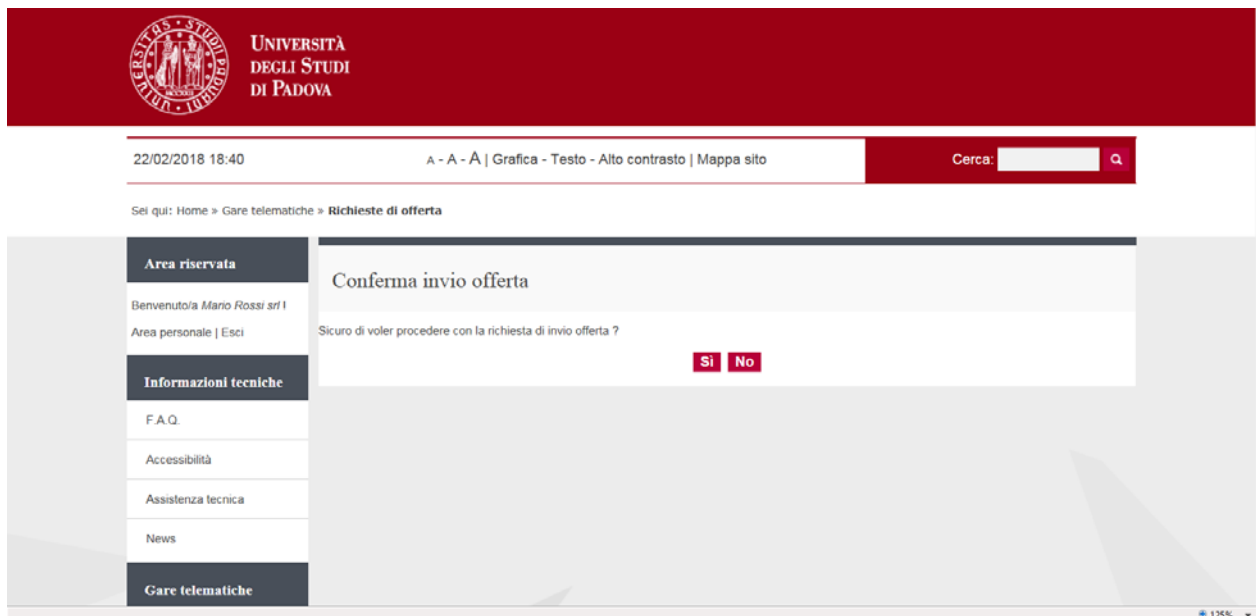 UNIVERSITÀ
DEGLI STUDI
DI PADOVA
22/02/2018 18:40
A - A - A | Grafica - Testo - Alto contrasto | Mappa sito
Cerca:
Sei qui: Home » Gare telematiche » Richieste di offerta
Area riservata
Benvenuto/a Mario Rossi srl !
Area personale | Esci
Conferma invio offerta
Sicuro di voler procedere con la richiesta di invio offerta ?
Sì No
Informazioni tecniche
F.A.Q.
Accessibilità
Assistenza tecnica
News
Gare telematiche
125%